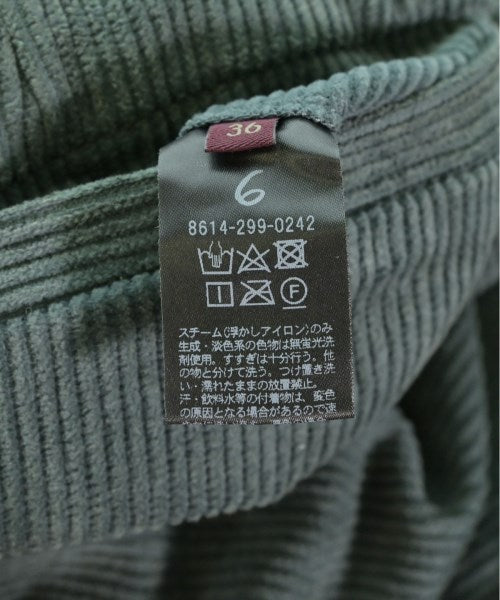 36
6
8614-299-0242
F
スチーム(浮かしアイロン)のみ
生成・淡色系の色物は無蛍光洗
剤使用。すすぎは十分行う。他
の物と分けて洗う。つけ置き洗
い・濡れたままの放置禁止。
汗・飲料水等の付着物は、変色
の原因となる場合があるので速